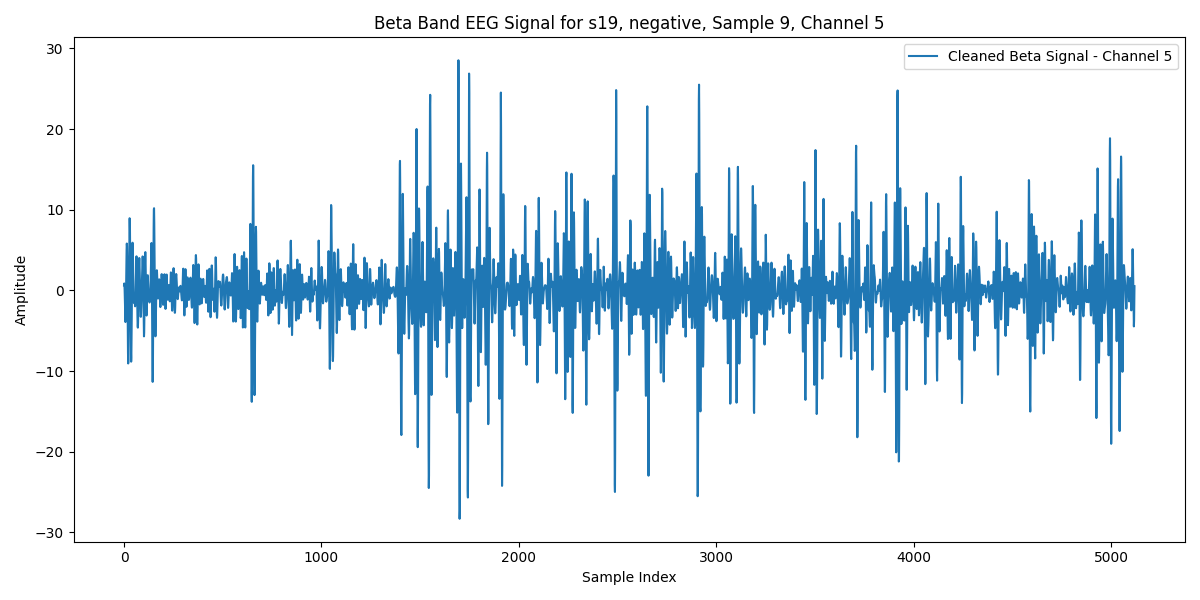 Beta Band EEG Signal for s19, negative, Sample 9, Channel 5
Cleaned Beta Signal - Channel 5
30
20
10
0
−10
−20
−30
Amplitude
0 1000 2000 3000 4000 5000
Sample Index